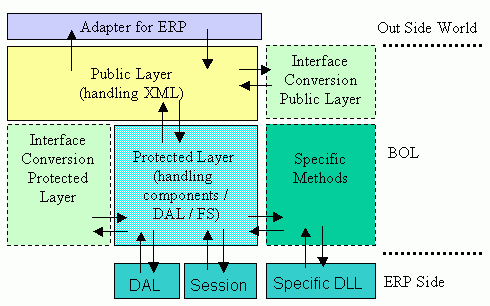 Adapter for ERP
Out Side World
Public Layer
(handling XML)
Interface
Conversion
Public Layer
Interface
Conversion
Protected
Layer
Protected Layer
(handling
components /
DAL / FS)
Specific
Methods
BOL
DAL
Session
Specific DLL
ERP Side